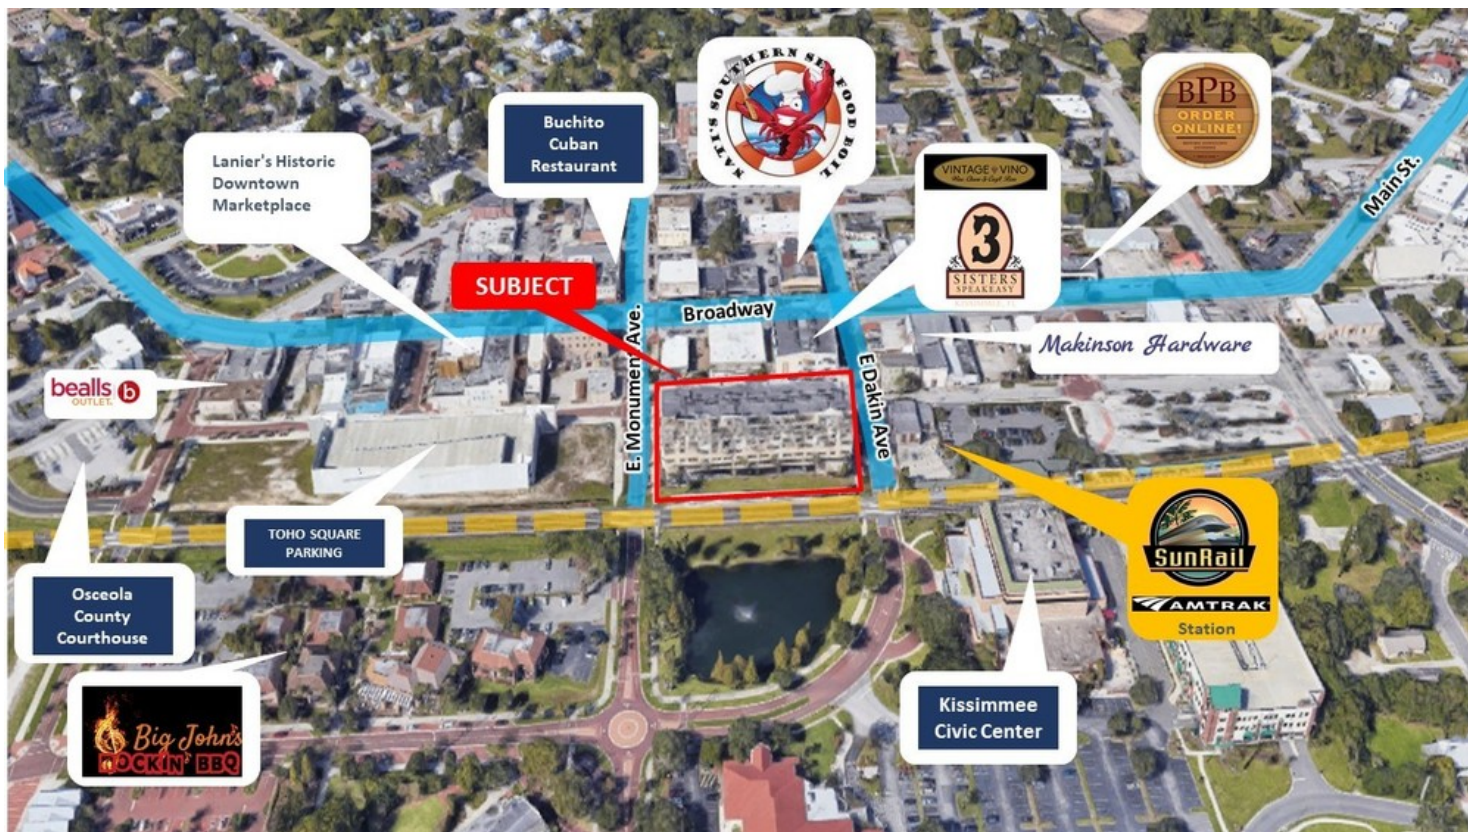 NAT'S SOUTHERN SEAFOOD BOIL
BPB
ORDER
ONLINE!
Buchito
Cuban
Restaurant
Lanier's Historic
Downtown
Marketplace
VINTAGE VINO
3
SISTERS
SPEAKEASY
Main St.
SUBJECT
Broadway
E. Monument Ave.
E Dakin Ave
Makinson Hardware
bealls b
OUTLET
TOHO SQUARE
PARKING
SunRail
AMTRAK
Station
Osceola
County
Courthouse
Kissimmee
Civic Center
Big John's
ROCKIN' BBQ